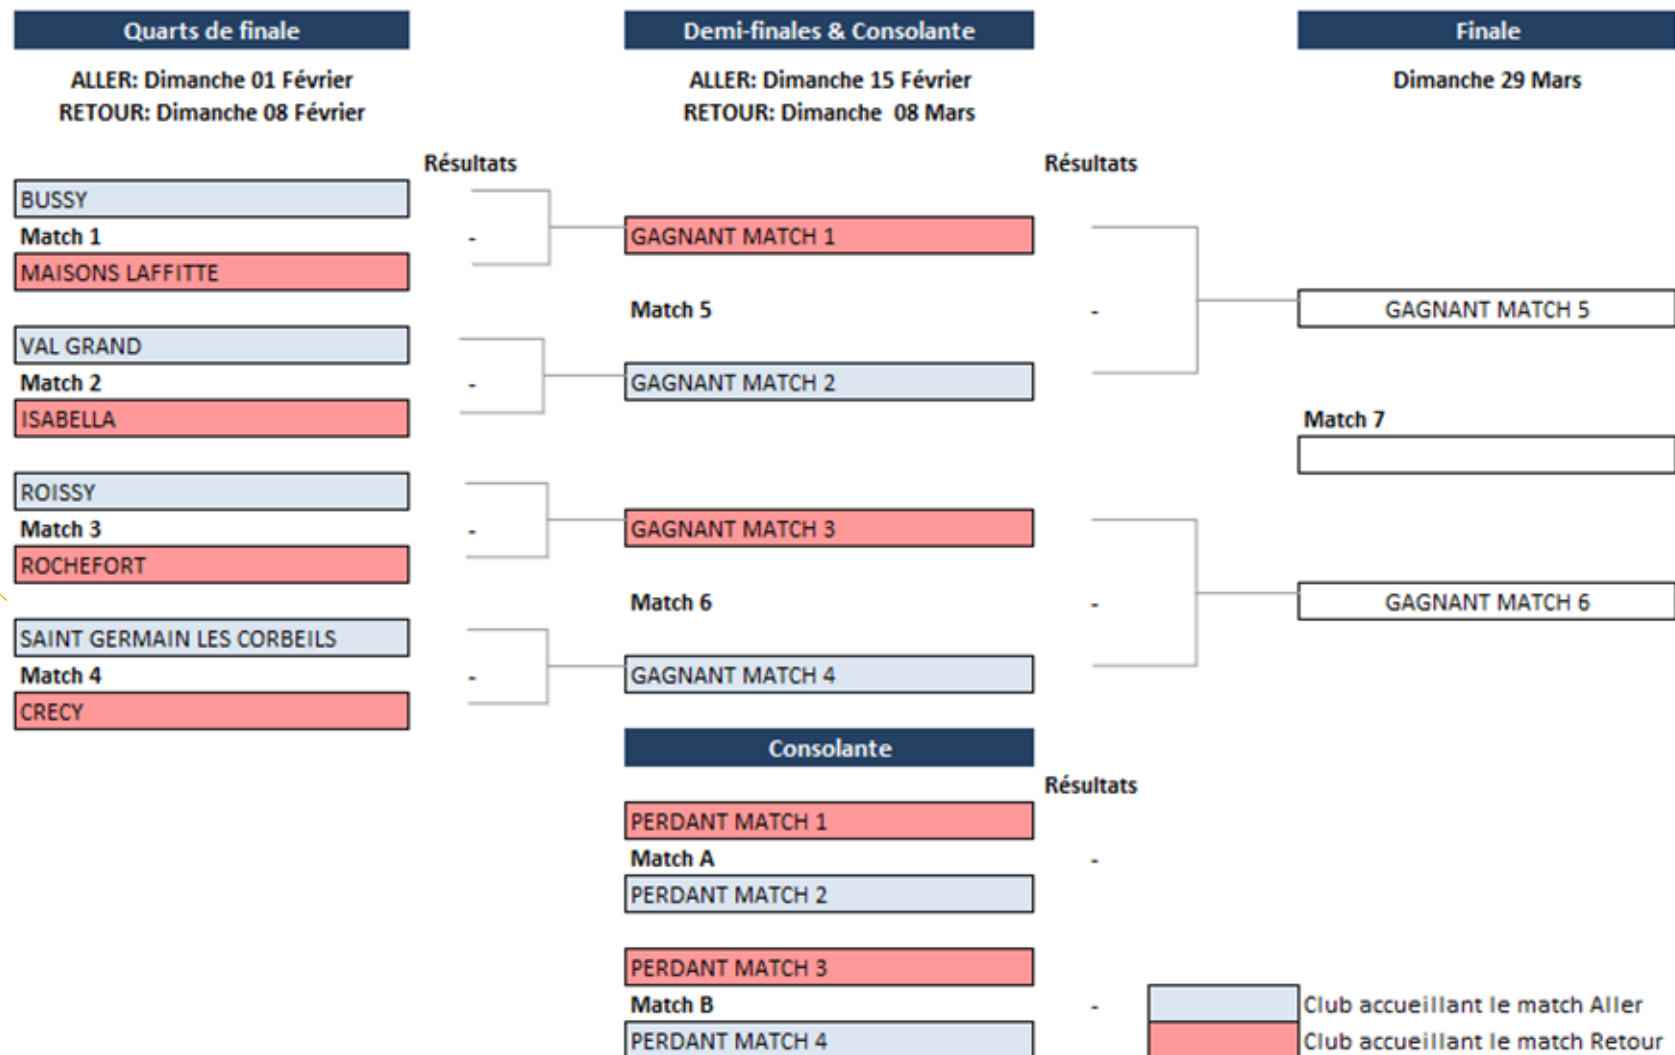 Quarts de finale
Demi-finales & Consolante
Finale
ALLER: Dimanche 01 Février
ALLER: Dimanche 15 Février
Dimanche 29 Mars
RETOUR: Dimanche 08 Février
RETOUR: Dimanche 08 Mars
Résultats
Résultats
BUSSY
Match 1
-
GAGNANT MATCH 1
MAISONS LAFFITTE
Match 5
-
GAGNANT MATCH 5
VAL GRAND
Match 2
-
GAGNANT MATCH 2
ISABELLA
Match 7
ROISSY
Match 3
-
GAGNANT MATCH 3
ROCHEFORT
Match 6
-
GAGNANT MATCH 6
SAINT GERMAIN LES CORBEILS
Match 4
-
GAGNANT MATCH 4
CRECY
Consolante
Résultats
PERDANT MATCH 1
Match A
-
PERDANT MATCH 2
PERDANT MATCH 3
Match B
-
Club accueillant le match Aller
PERDANT MATCH 4
Club accueillant le match Retour